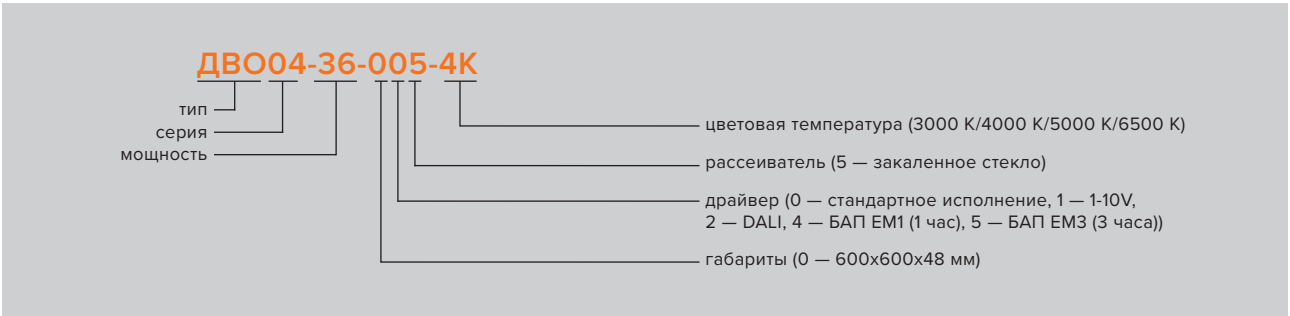 ДВО04-36-005-4К
тип
серия
мощность
цветовая температура (3000 К/4000 К/5000 К/6500 К)
рассеиватель (5 — закаленное стекло)
драйвер (0 — стандартное исполнение, 1 — 1-10V,
2 — DALI, 4 — БАП ЕМ1 (1 час), 5 — БАП ЕМ3 (3 часа))
габариты (0 — 600х600х48 мм)